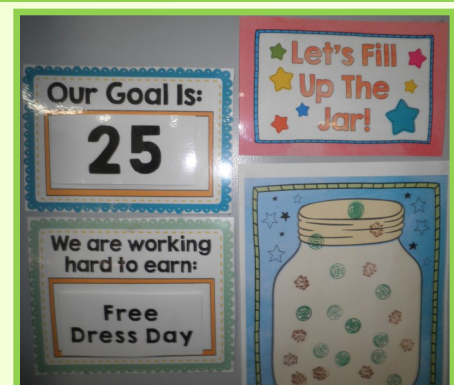 Our Goal Is:
25
Let's Fill
Up The
Jar!
We are working
hard to earn:
Free
Dress Day